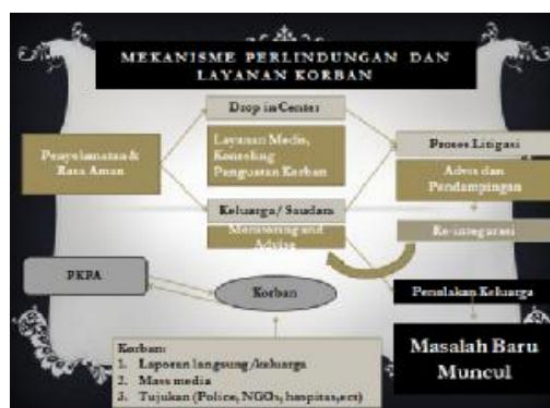 MEKANISME PERLINDUNGAN DAN
LAYANAN KORBAN
Drop in Center
Layanan Medis,
Konseling
Penguatan Korban
Penyelamatan &
Rasa Aman
Proses Litigasi
Advis dan
Pendampingan
Keluarga/ Saudara
Monitoring and
Advise
Re-integrasi
PKPA
Korban
Penolakan Keluarga
Masalah Baru
Muncul
Korban:
1. Laporan langsung/keluarga
2. Mass media
3. Tujukan (Police, NGOs, hospitas,ect)